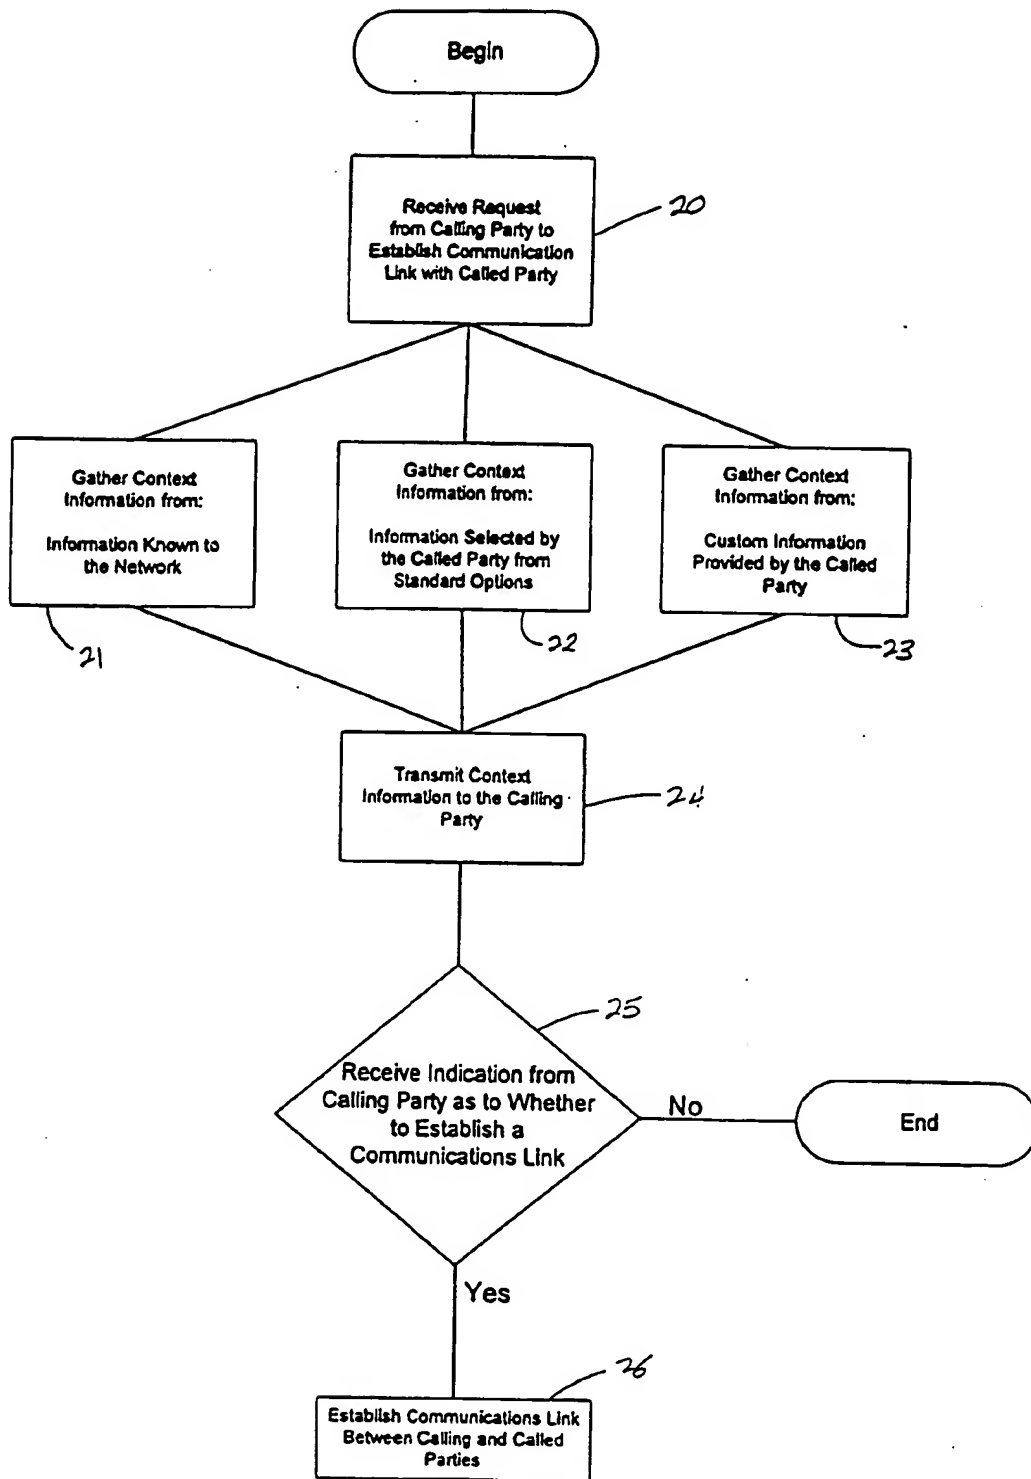 Begin
Receive Request
from Calling Party to
Establish Communication
Link with Called Party
20
Gather Context
Information from:
Information Known to
the Network
21
Gather Context
Information from:
Information Selected by
the Called Party from
Standard Options
22
Gather Context
Information from:
Custom Information
Provided by the Called
Party
23
Transmit Context
Information to the Calling
Party
24
Receive Indication from
Calling Party as to Whether
to Establish a
Communications Link
25
No
End
Yes
26
Establish Communications Link
Between Calling and Called
Parties